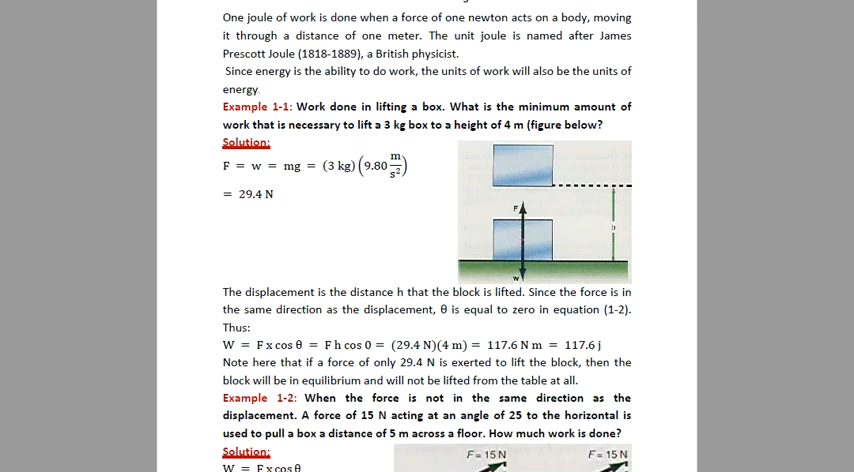 One joule of work is done when a force of one newton acts on a body, moving
it through a distance of one meter. The unit joule is named after James
Prescott Joule (1818-1889), a British physicist.
Since energy is the ability to do work, the units of work will also be the units of
energy.
Example 1-1: Work done in lifting a box. What is the minimum amount of
work that is necessary to lift a 3 kg box to a height of 4 m (figure below?
Solution:
F = w = mg = (3 kg)(9.80 m/s²)
= 29.4 N
F
h
w
The displacement is the distance h that the block is lifted. Since the force is in
the same direction as the displacement, θ is equal to zero in equation (1-2).
Thus:
W = F x cos θ = F h cos 0 = (29.4 N)(4 m) = 117.6 N m = 117.6 j
Note here that if a force of only 29.4 N is exerted to lift the block, then the
block will be in equilibrium and will not be lifted from the table at all.
Example 1-2: When the force is not in the same direction as the
displacement. A force of 15 N acting at an angle of 25 to the horizontal is
used to pull a box a distance of 5 m across a floor. How much work is done?
Solution:
F = 15 N F = 15 N
W = F x cos θ